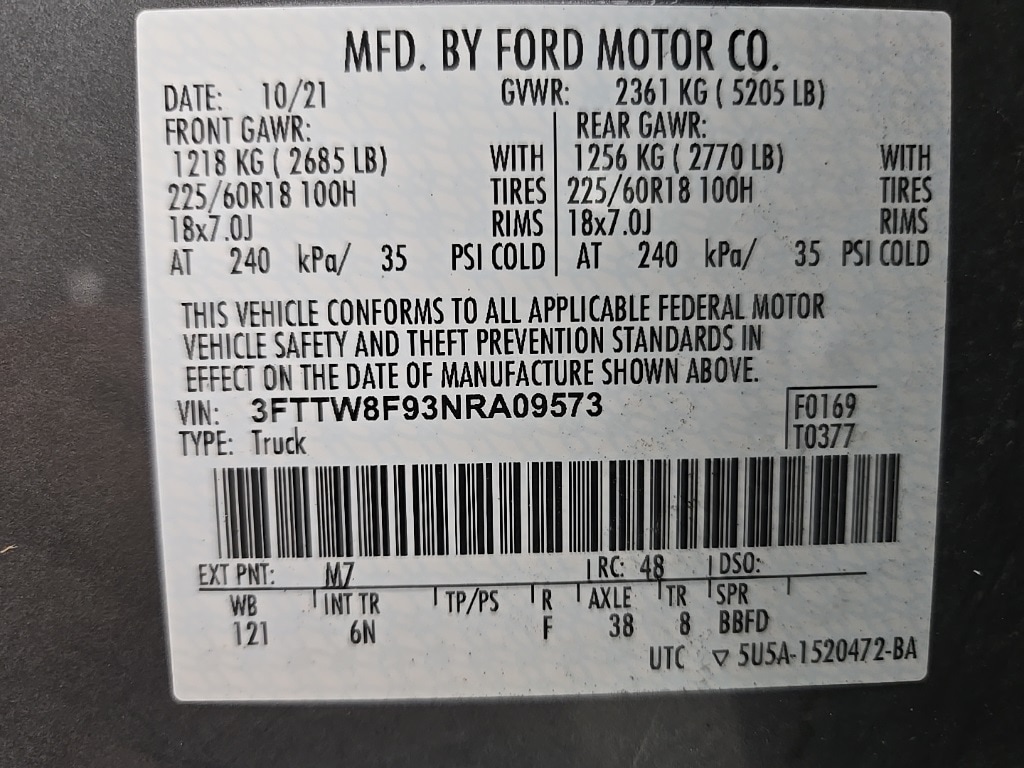 MFD. BY FORD MOTOR CO.
DATE: 10/21 GVWR: 2361 KG ( 5205 LB)
FRONT GAWR: REAR GAWR:
1218 KG ( 2685 LB) WITH 1256 KG ( 2770 LB) WITH
225/60R18 100H TIRES 225/60R18 100H TIRES
18x7.0J RIMS 18x7.0J RIMS
AT 240 kPa/ 35 PSI COLD AT 240 kPa/ 35 PSI COLD
THIS VEHICLE CONFORMS TO ALL APPLICABLE FEDERAL MOTOR
VEHICLE SAFETY AND THEFT PREVENTION STANDARDS IN
EFFECT ON THE DATE OF MANUFACTURE SHOWN ABOVE.
VIN: 3FTTW8F93NRA09573 F0169
TYPE: Truck T0377
EXT PNT: M7 RC: 48 DSO:
WB INT TR TP/PS R AXLE TR SPR
121 6N F 38 8 BBFD
UTC ▽ 5U5A-1520472-BA